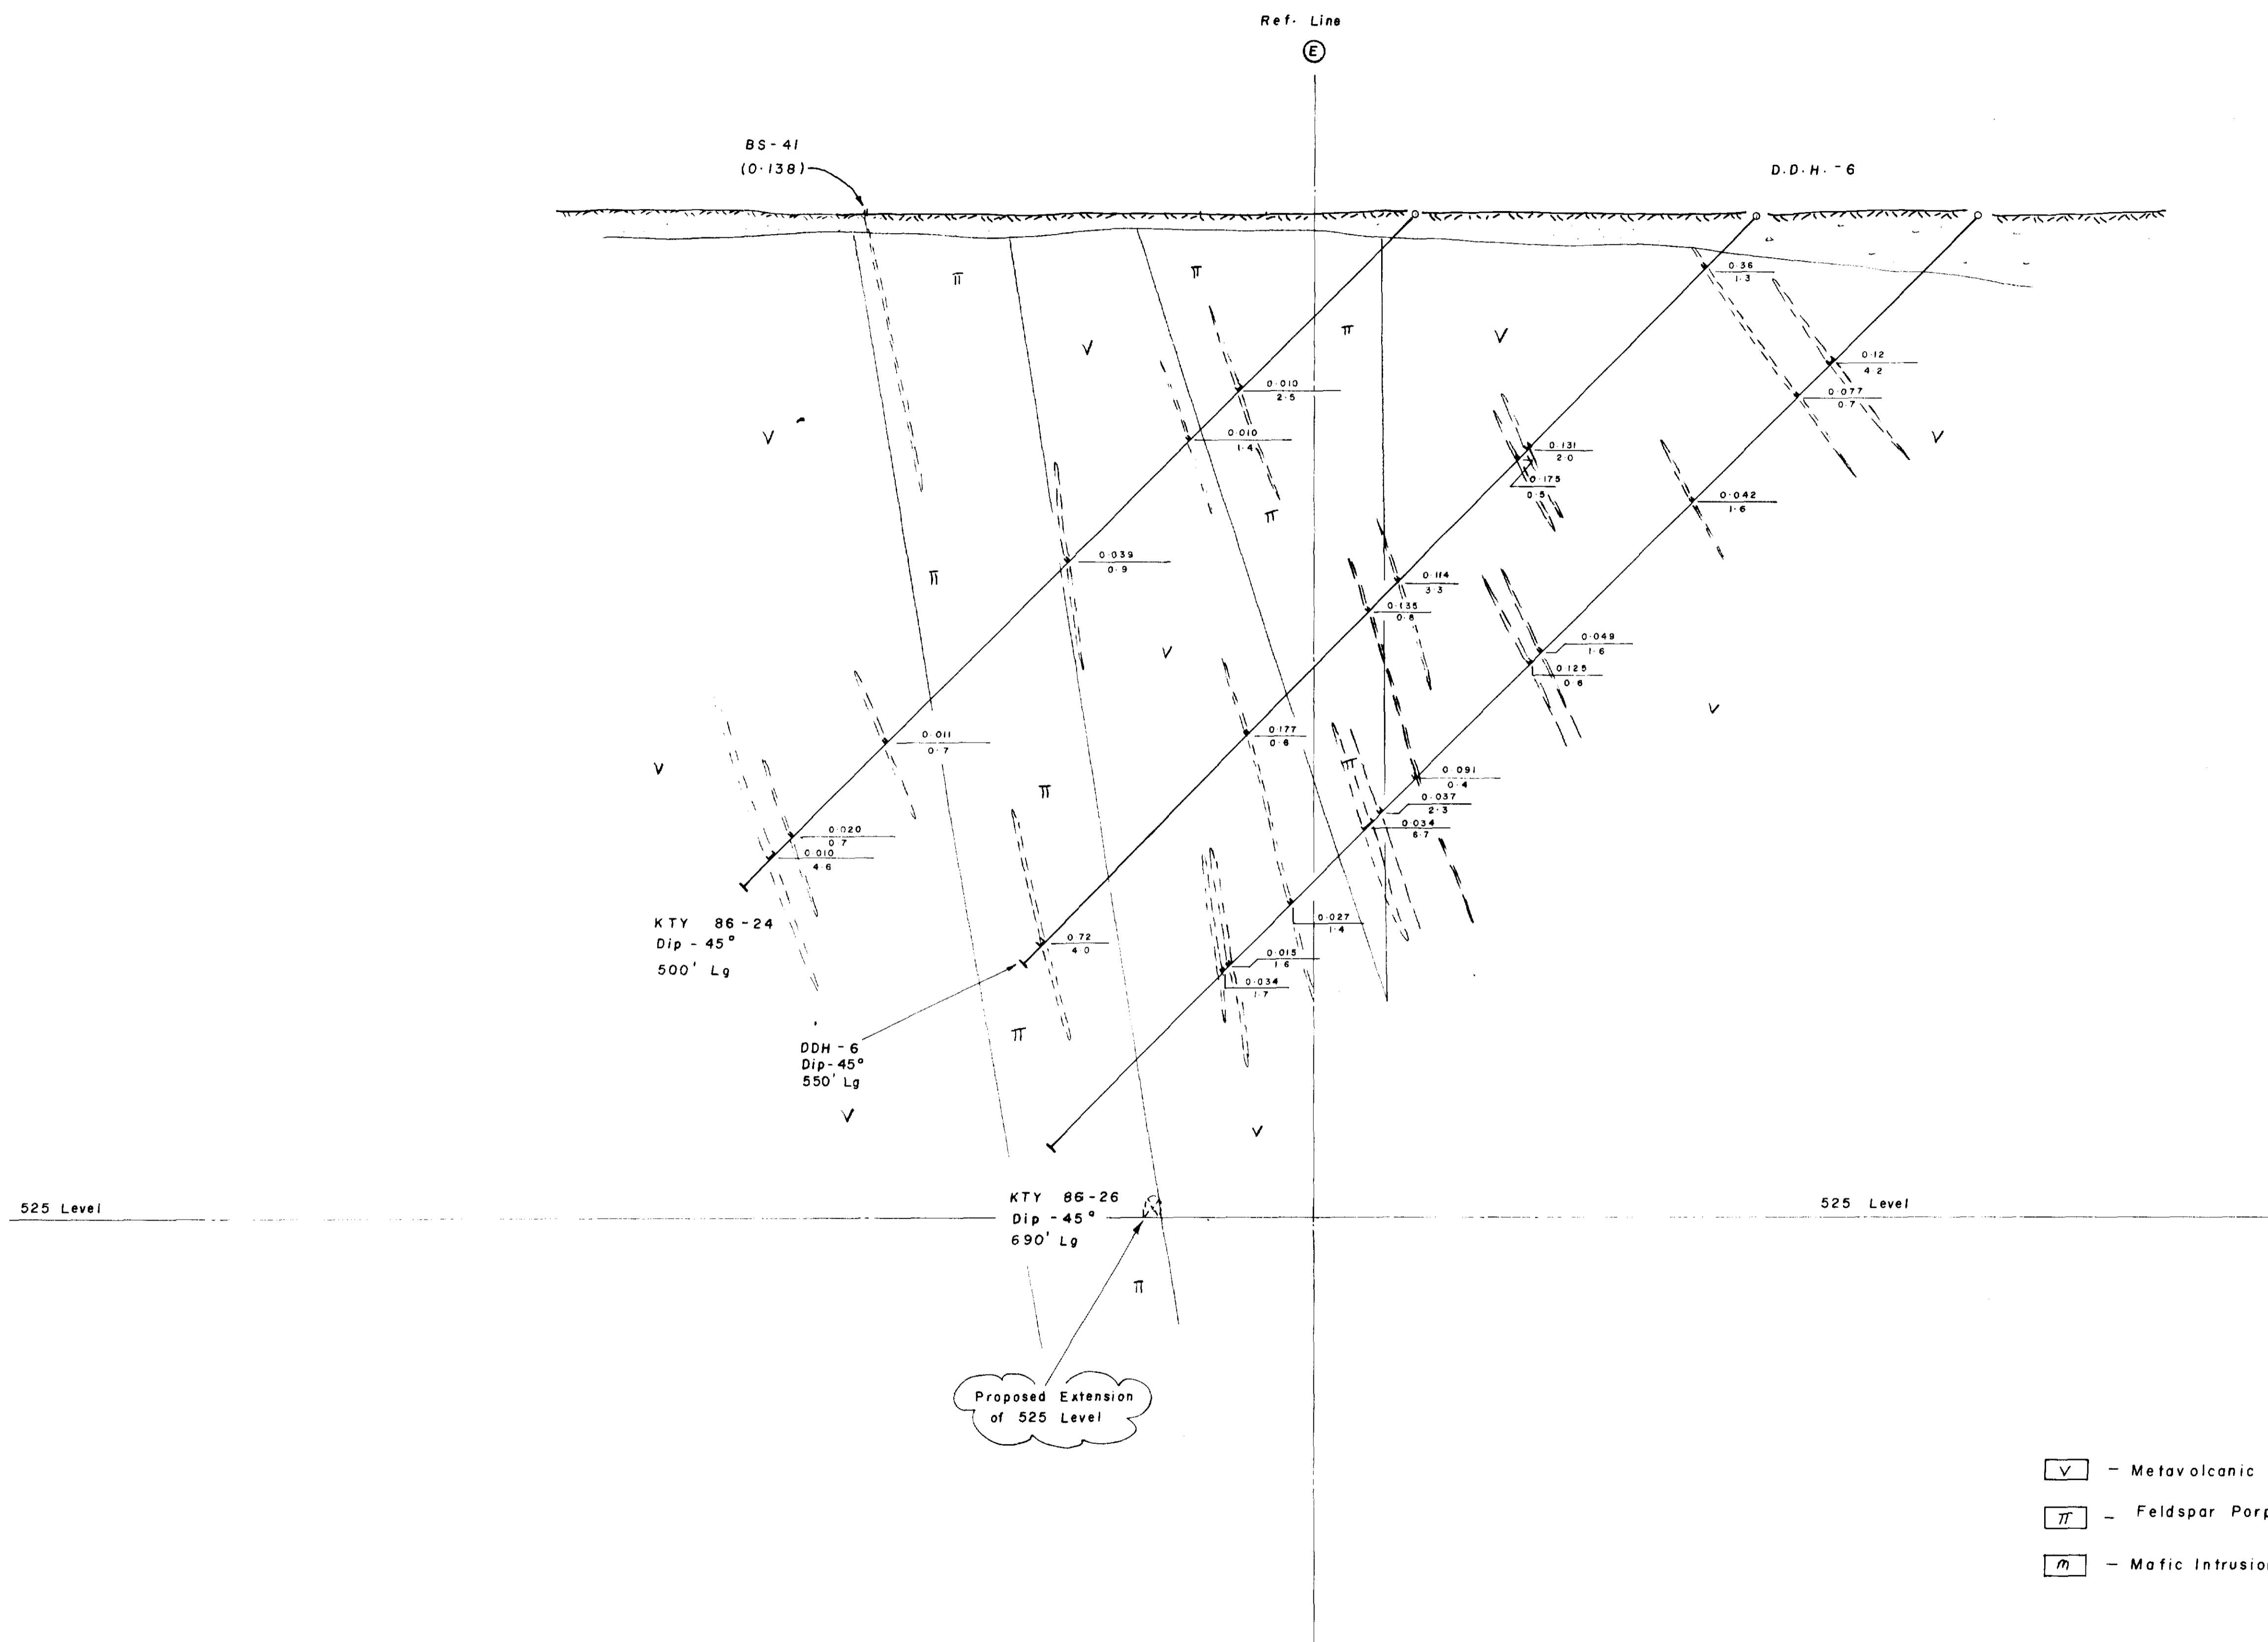 Ref. Line
E
BS-41
(0.138)
D.D.H.-6
π
π
0.36
1.3
π
V
V
0.12
4.2
0.010
2.5
0.077
0.7
V
V
0.010
1.4
0.131
2.0
0.175
0.5
0.042
1.6
π
0.039
0.9
π
0.114
3.3
0.135
0.8
0.049
1.6
V
0.125
0.6
V
0.011
0.7
0.177
0.6
V
π
π
0.091
0.4
0.037
2.3
0.034
6.7
0.020
0.7
0.010
4.6
KTY 86-24
Dip -45°
500' Lg
0.72
4.0
0.027
1.4
0.015
1.6
0.034
1.7
π
DDH-6
Dip-45°
550' Lg
V
V
525 Level
KTY 86-26
Dip -45°
690' Lg
525 Level
π
Proposed Extension
of 525 Level
V - Metavolcanic
π - Feldspar Porp
m - Mafic Intrusion